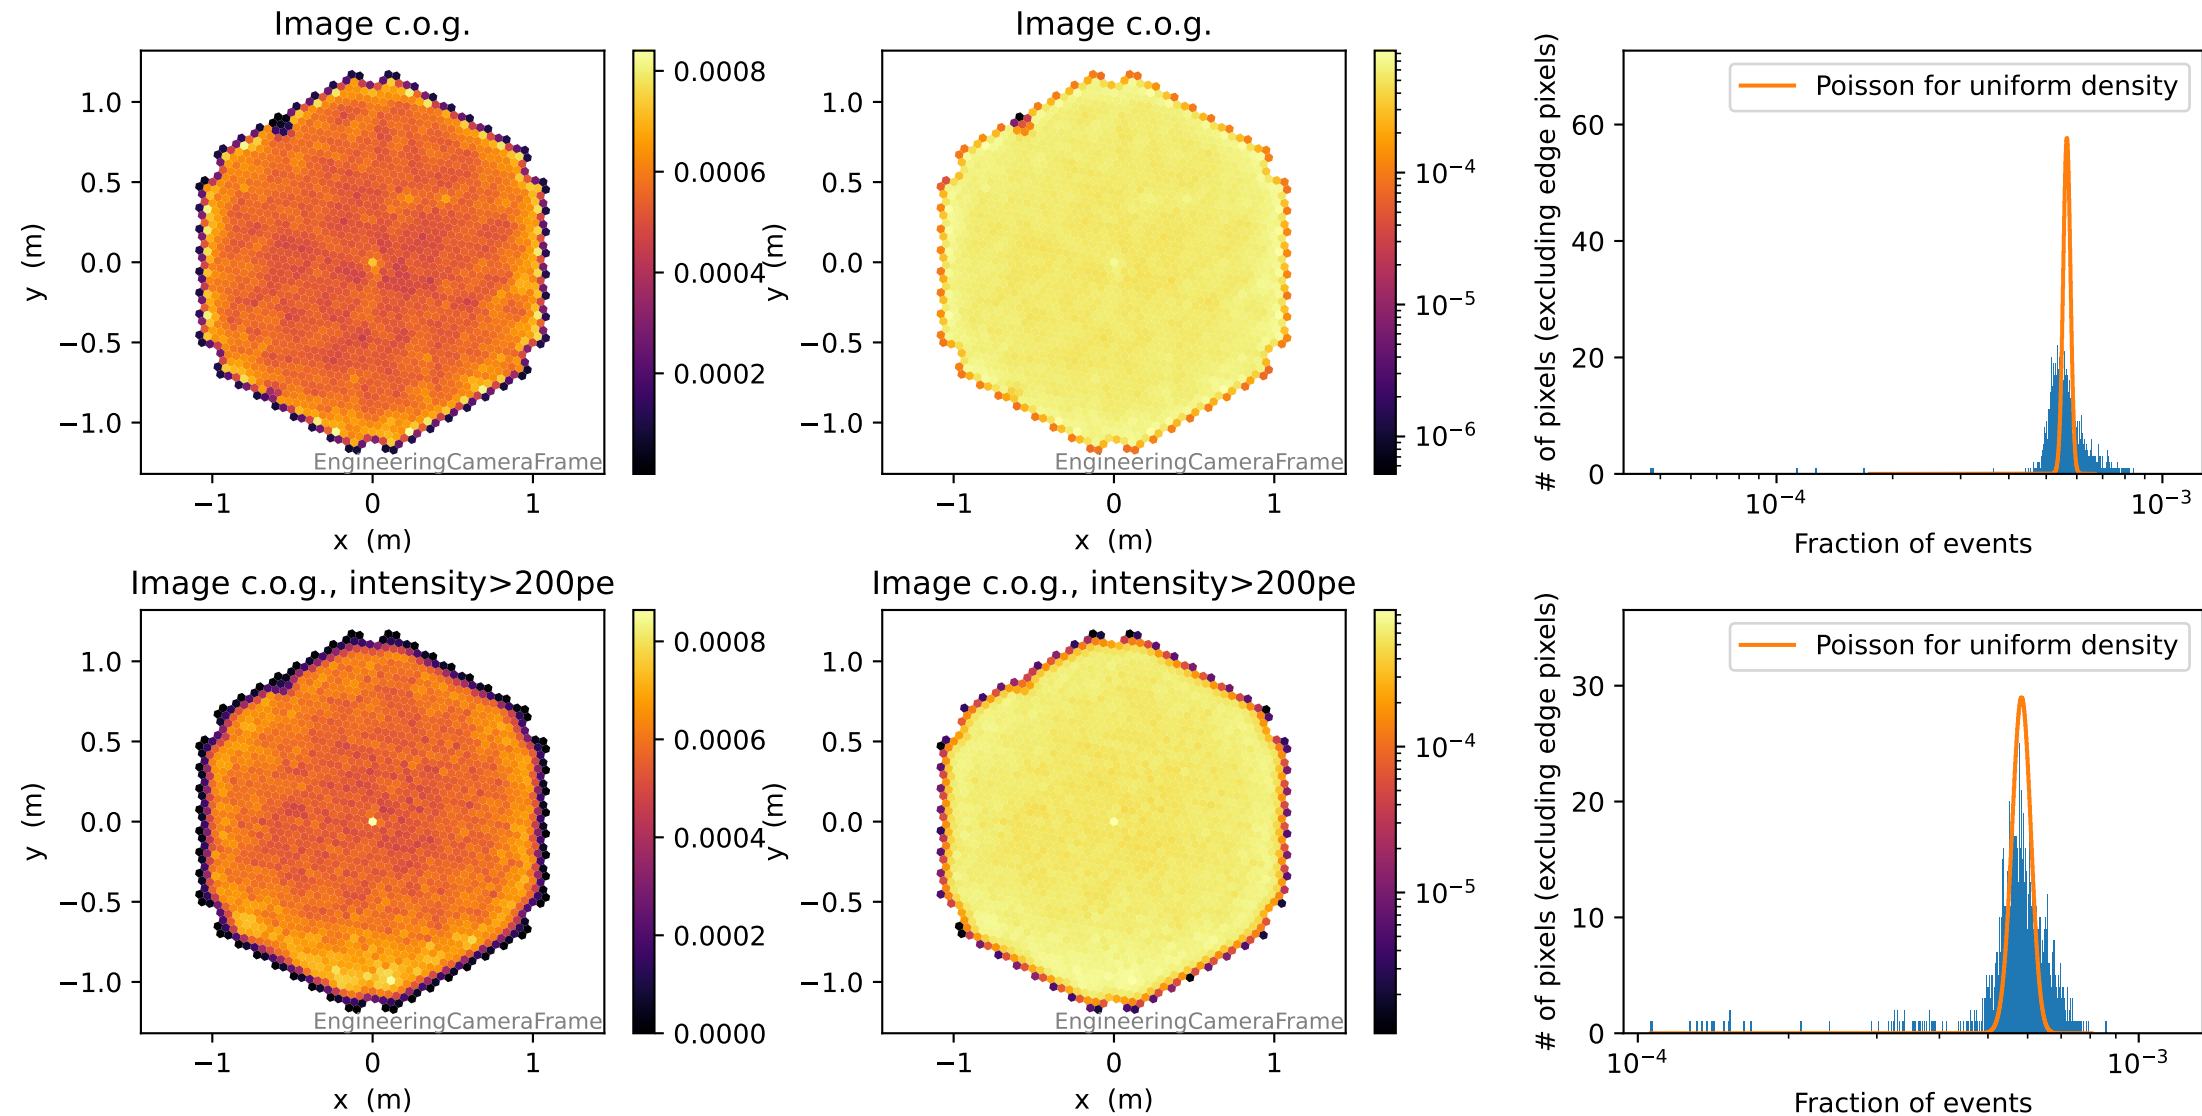 Image c.o.g.
1.0
0.5
0.0
−0.5
−1.0
y (m)
−1
0
1
x (m)
EngineeringCameraFrame
0.0008
0.0006
0.0004
0.0002
Image c.o.g.
1.0
0.5
0.0
−0.5
−1.0
y (m)
−1
0
1
x (m)
EngineeringCameraFrame
10⁻⁴
10⁻⁵
10⁻⁶
Poisson for uniform density
60
40
20
0
# of pixels (excluding edge pixels)
10⁻⁴
10⁻³
Fraction of events
Image c.o.g., intensity>200pe
1.0
0.5
0.0
−0.5
−1.0
y (m)
−1
0
1
x (m)
EngineeringCameraFrame
0.0008
0.0006
0.0004
0.0002
0.0000
Image c.o.g., intensity>200pe
1.0
0.5
0.0
−0.5
−1.0
y (m)
−1
0
1
x (m)
EngineeringCameraFrame
10⁻⁴
10⁻⁵
Poisson for uniform density
30
20
10
0
# of pixels (excluding edge pixels)
10⁻⁴
10⁻³
Fraction of events